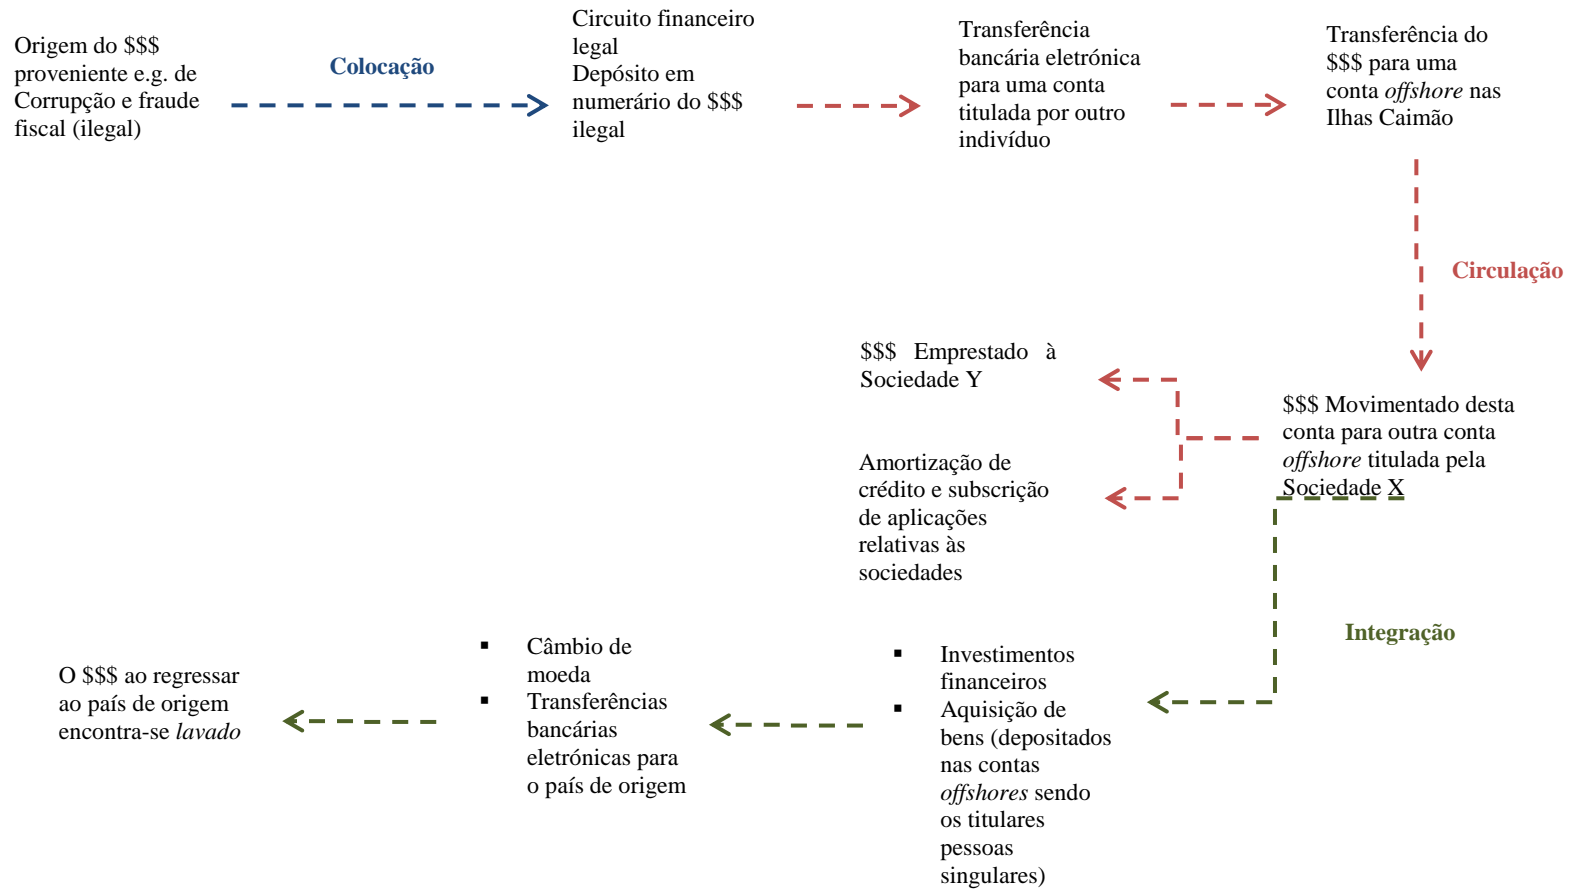 Origem do $$$
proveniente e.g. de
Corrupção e fraude
fiscal (ilegal)
Colocação
Circuito financeiro
legal
Depósito em
numerário do $$$
ilegal
Transferência
bancária eletrónica
para uma conta
titulada por outro
indivíduo
Transferência do
$$$ para uma
conta offshore nas
Ilhas Caimão
Circulação
$$$ Movimentado desta
conta para outra conta
offshore titulada pela
Sociedade X
$$$ Emprestado à
Sociedade Y
Amortização de
crédito e subscrição
de aplicações
relativas às
sociedades
Integração
▪ Investimentos
financeiros
▪ Aquisição de
bens (depositados
nas contas
offshores sendo
os titulares
pessoas
singulares)
▪ Câmbio de
moeda
▪ Transferências
bancárias
eletrónicas para
o país de origem
O $$$ ao regressar
ao país de origem
encontra-se lavado